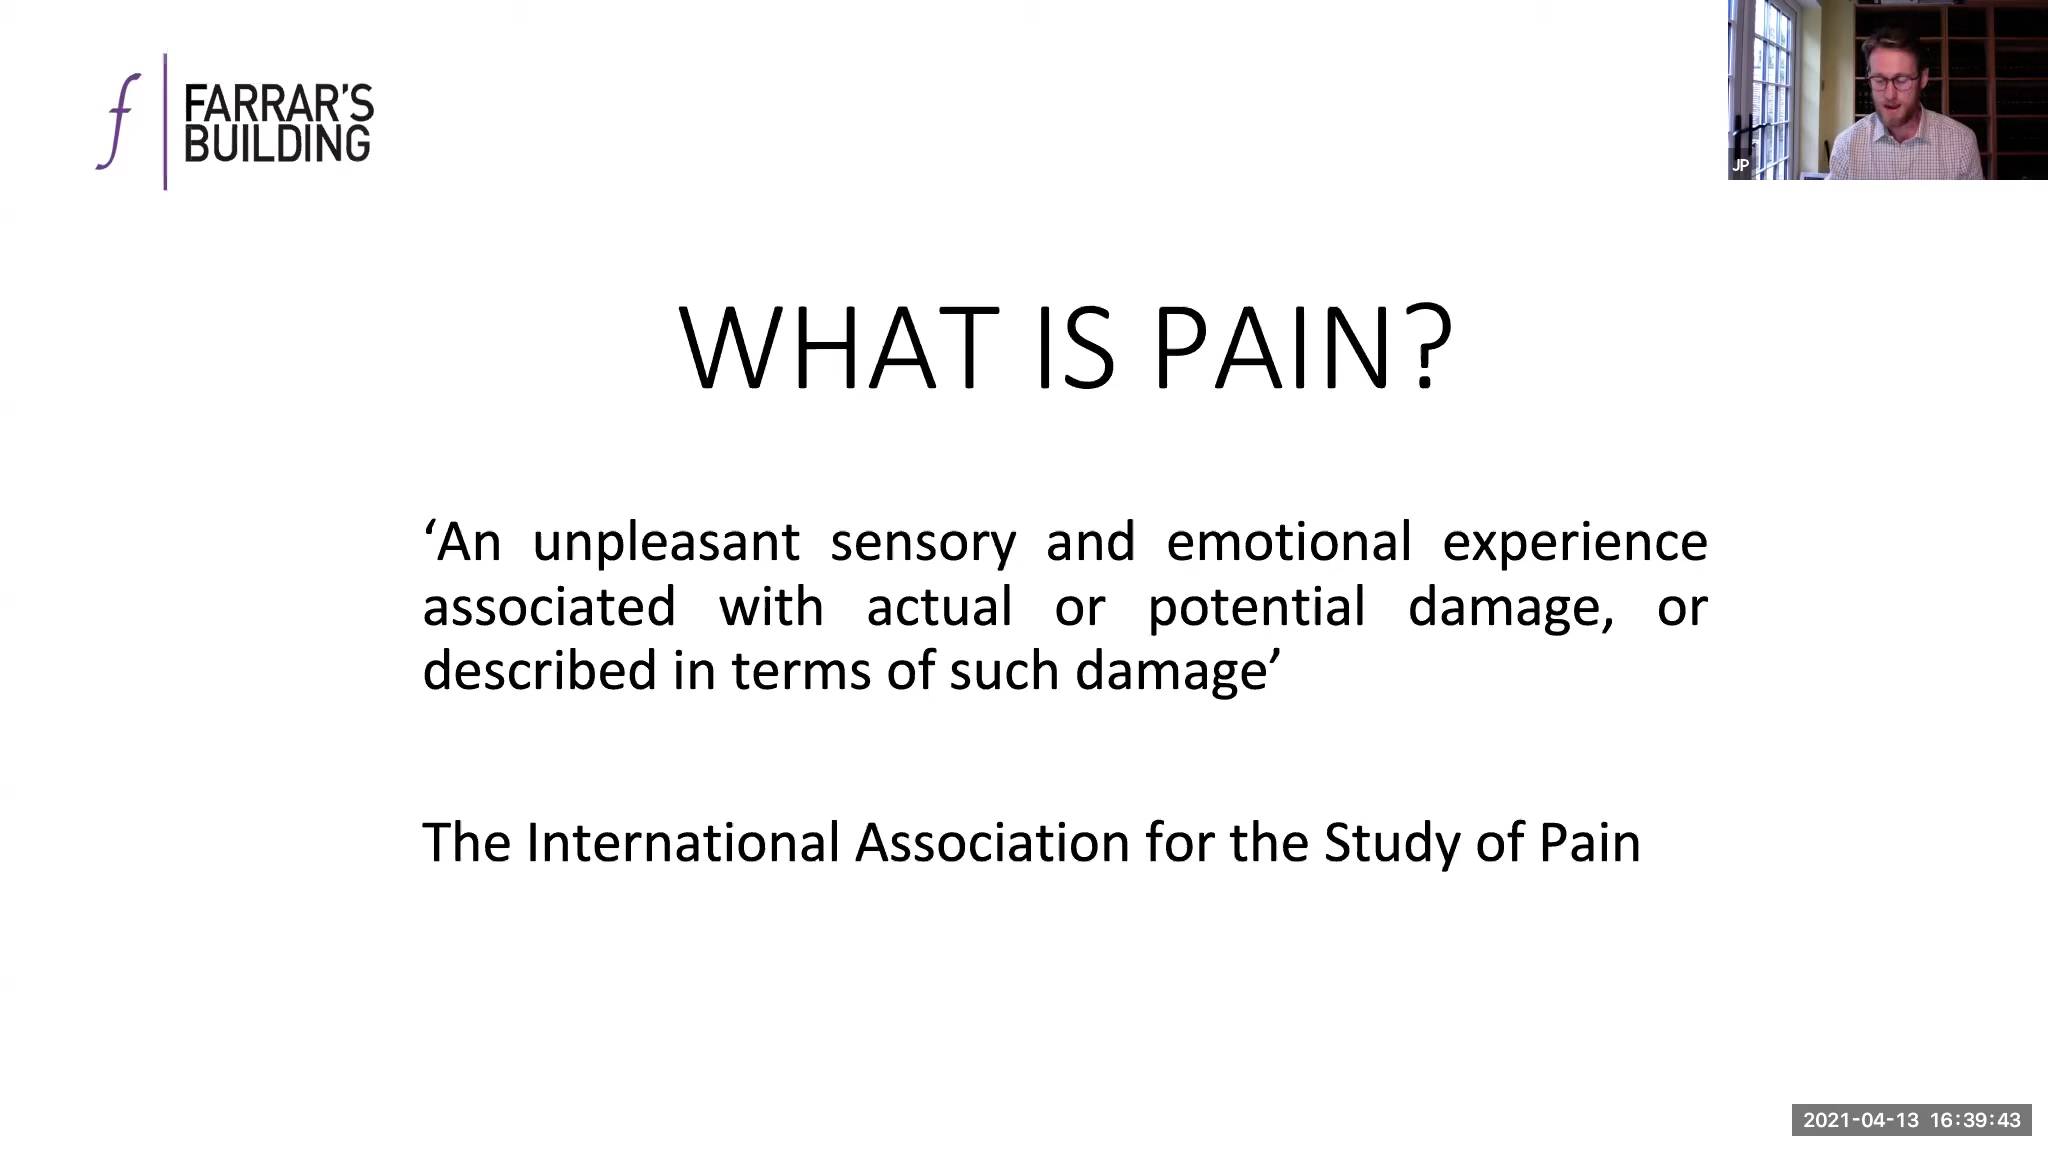 f
FARRAR'S
BUILDING
JP
WHAT IS PAIN?
‘An unpleasant sensory and emotional experience
associated with actual or potential damage, or
described in terms of such damage’
The International Association for the Study of Pain
2021-04-13 16:39:43